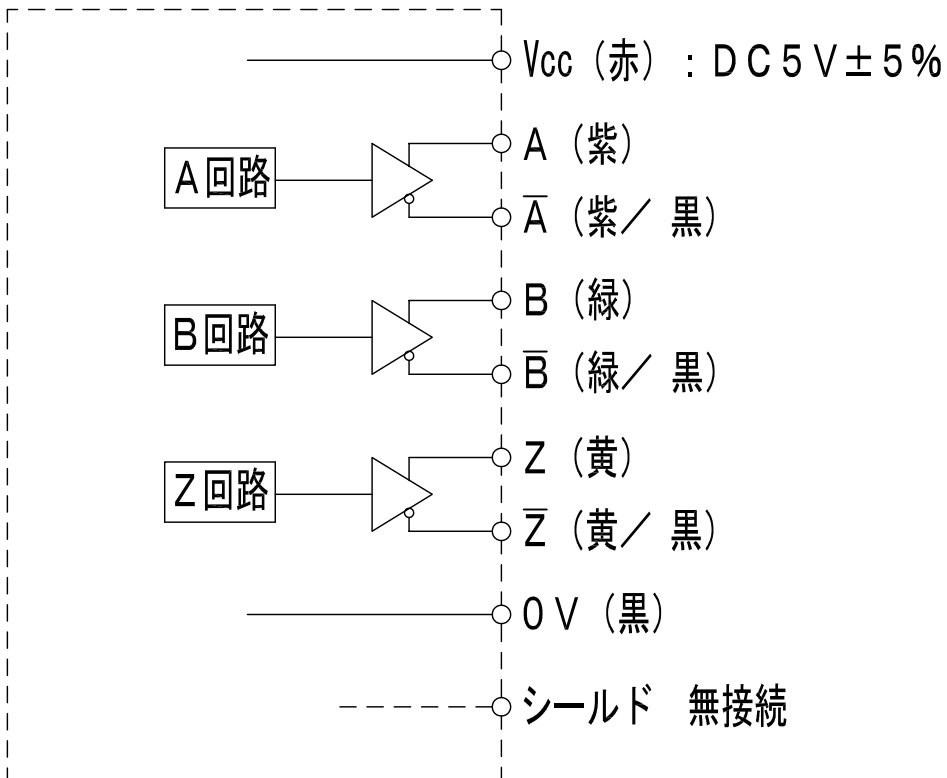 Vcc（赤）：ＤＣ５Ｖ±５％
Ａ（紫）
Ａ回路
A̅（紫／ 黒）
Ｂ（緑）
Ｂ回路
B̅（緑／ 黒）
Ｚ（黄）
Ｚ回路
Z̅（黄／ 黒）
０Ｖ（黒）
シールド　無接続